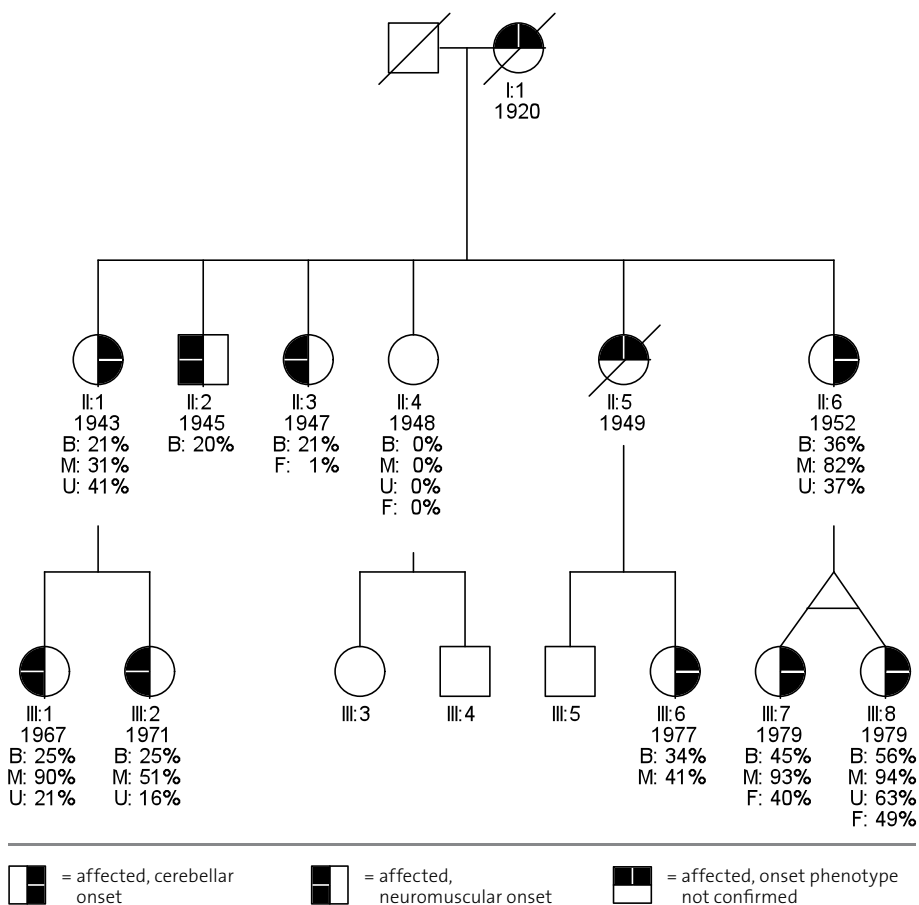 I:1
1920
II:1
1943
B: 21%
M: 31%
U: 41%
II:2
1945
B: 20%
II:3
1947
B: 21%
F: 1%
II:4
1948
B: 0%
M: 0%
U: 0%
F: 0%
II:5
1949
II:6
1952
B: 36%
M: 82%
U: 37%
III:1
1967
B: 25%
M: 90%
U: 21%
III:2
1971
B: 25%
M: 51%
U: 16%
III:3
III:4
III:5
III:6
1977
B: 34%
M: 41%
III:7
1979
B: 45%
M: 93%
F: 40%
III:8
1979
B: 56%
M: 94%
U: 63%
F: 49%
= affected, cerebellar
onset
= affected,
neuromuscular onset
= affected, onset phenotype
not confirmed